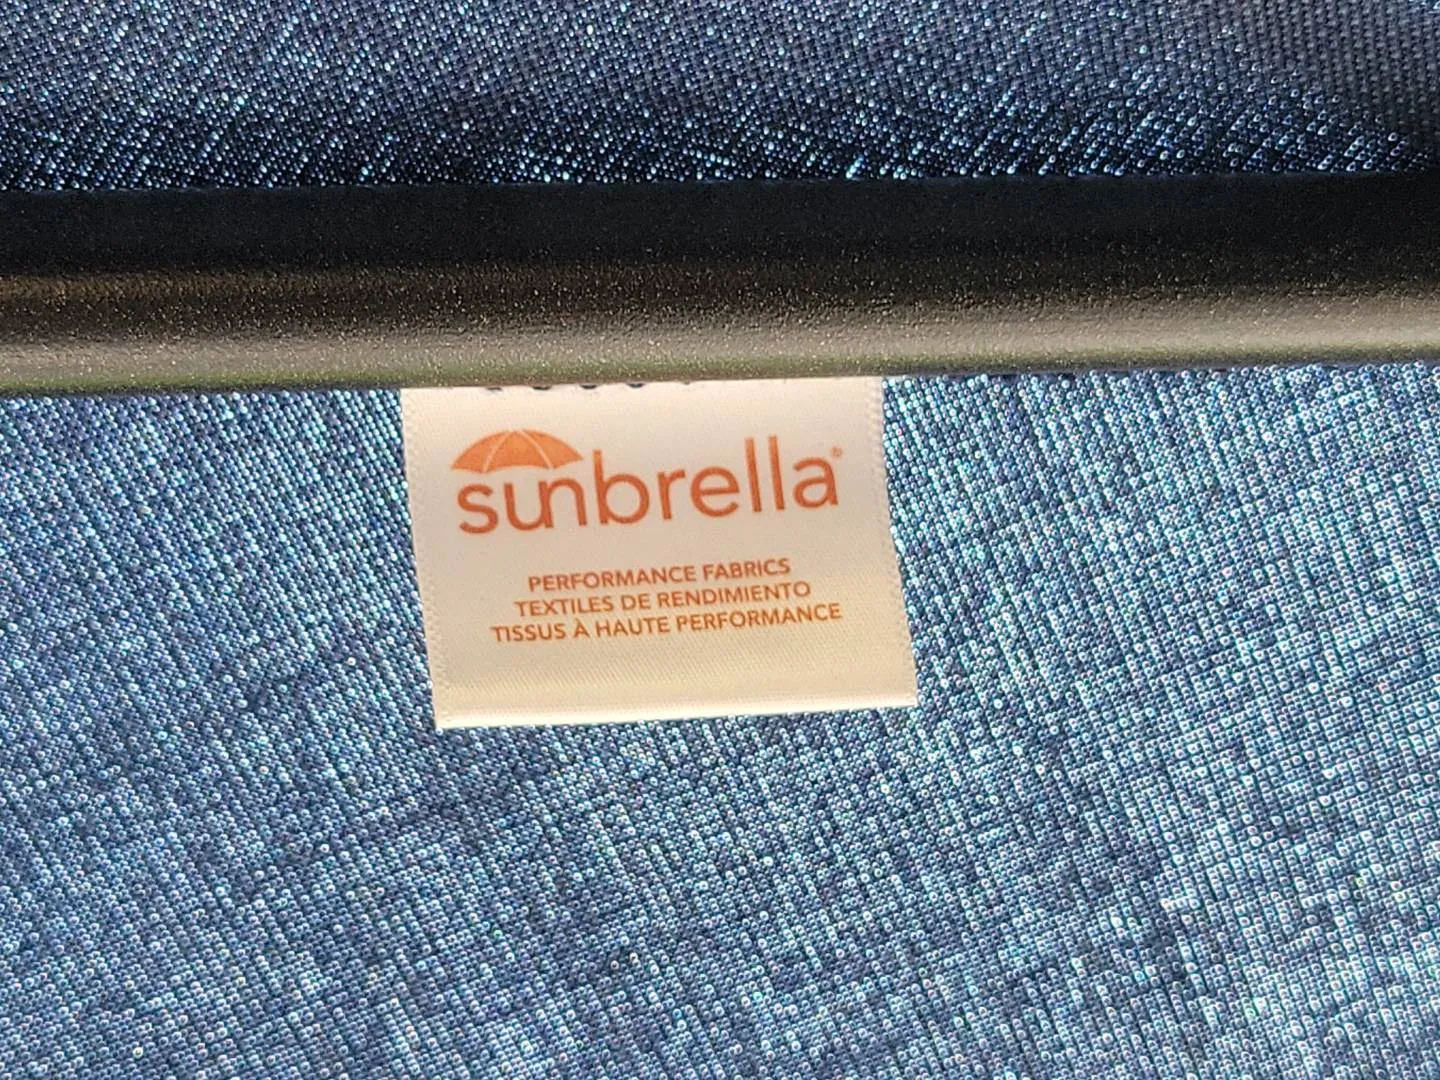 sunbrella®
PERFORMANCE FABRICS
TEXTILES DE RENDIMIENTO
TISSUS À HAUTE PERFORMANCE